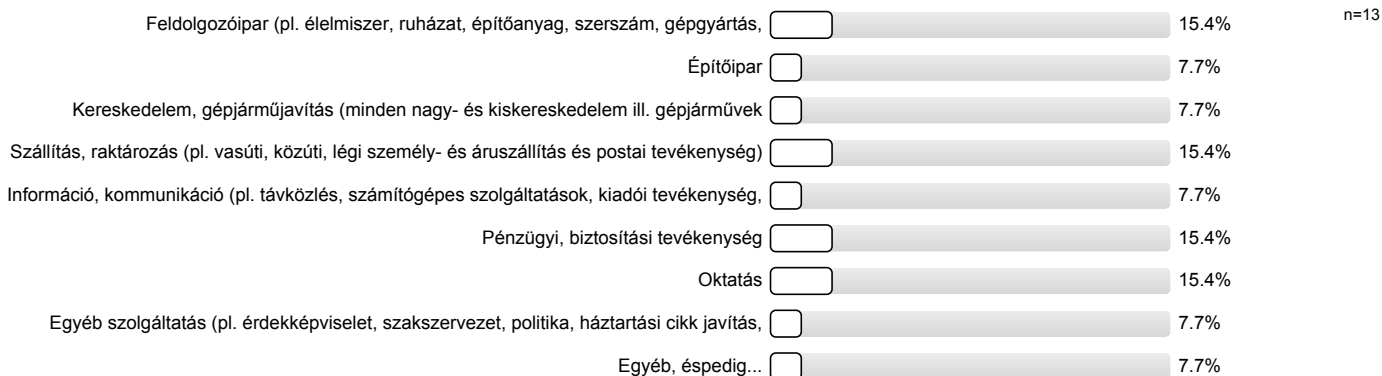 Feldolgozóipar (pl. élelmiszer, ruházat, építőanyag, szerszám, gépgyártás, 15.4% n=13
Építőipar 7.7%
Kereskedelem, gépjárműjavítás (minden nagy- és kiskereskedelem ill. gépjárművek 7.7%
Szállítás, raktározás (pl. vasúti, közúti, légi személy- és áruszállítás és postai tevékenység) 15.4%
Információ, kommunikáció (pl. távközlés, számítógépes szolgáltatások, kiadói tevékenység, 7.7%
Pénzügyi, biztosítási tevékenység 15.4%
Oktatás 15.4%
Egyéb szolgáltatás (pl. érdekképviselet, szakszervezet, politika, háztartási cikk javítás, 7.7%
Egyéb, éspedig... 7.7%